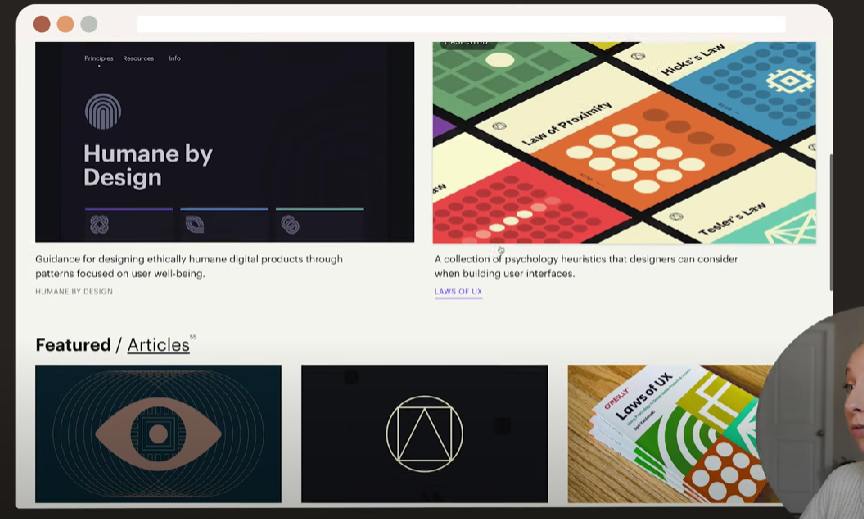 Principles Resources Info
Humane by
Design
Hicks's Law
Law of Proximity
Tesler's Law
Guidance for designing ethically humane digital products through
patterns focused on user well-being.
HUMANE BY DESIGN
A collection of psychology heuristics that designers can consider
when building user interfaces.
LAWS OF UX
Featured / Articles
O'REILLY
Laws of UX